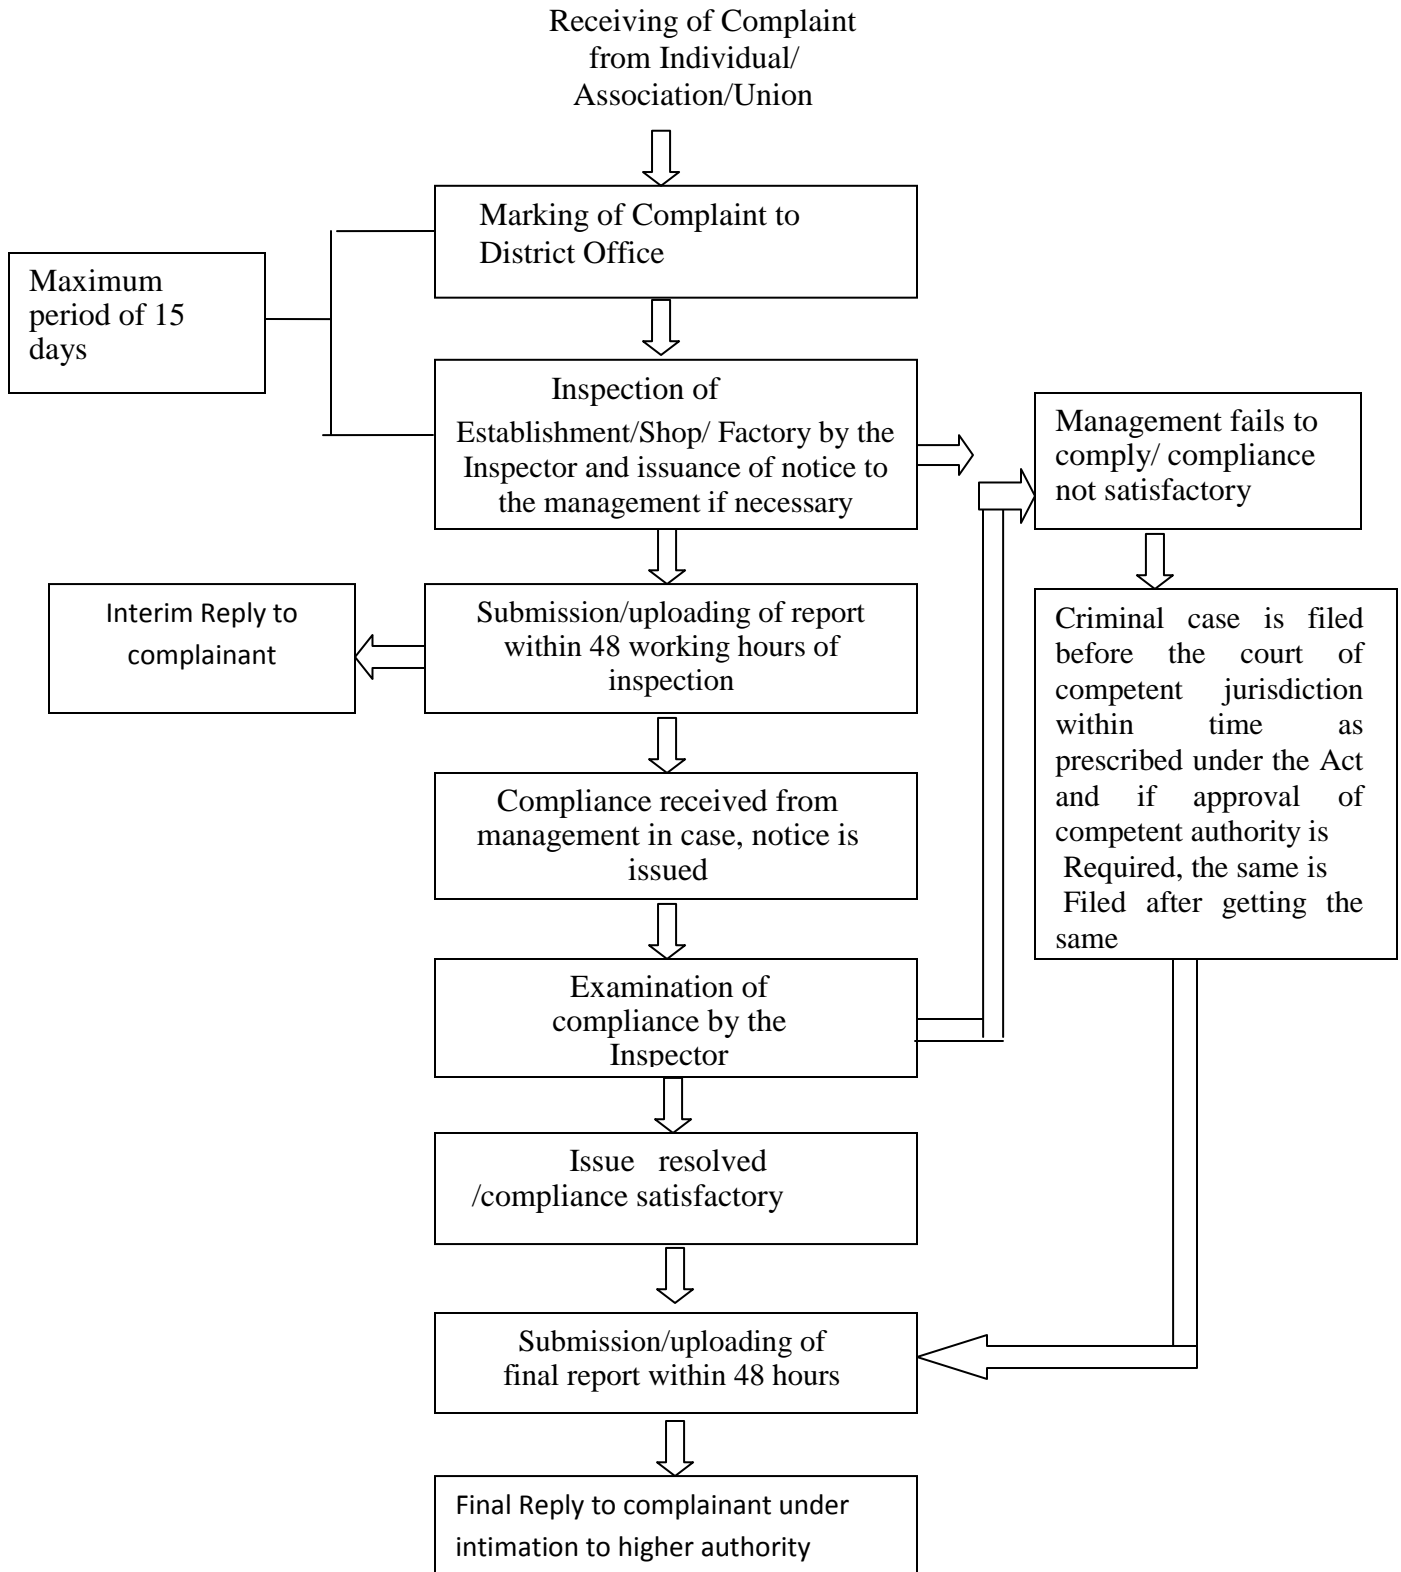 Receiving of Complaint
from Individual/
Association/Union
Marking of Complaint to
District Office
Maximum
period of 15
days
Inspection of
Establishment/Shop/ Factory by the
Inspector and issuance of notice to
the management if necessary
Management fails to
comply/ compliance
not satisfactory
Interim Reply to
complainant
Submission/uploading of report
within 48 working hours of
inspection
Criminal case is filed
before the court of
competent jurisdiction
within time as
prescribed under the Act
and if approval of
competent authority is
Required, the same is
Filed after getting the
same
Compliance received from
management in case, notice is
issued
Examination of
compliance by the
Inspector
Issue resolved
/compliance satisfactory
Submission/uploading of
final report within 48 hours
Final Reply to complainant under
intimation to higher authority